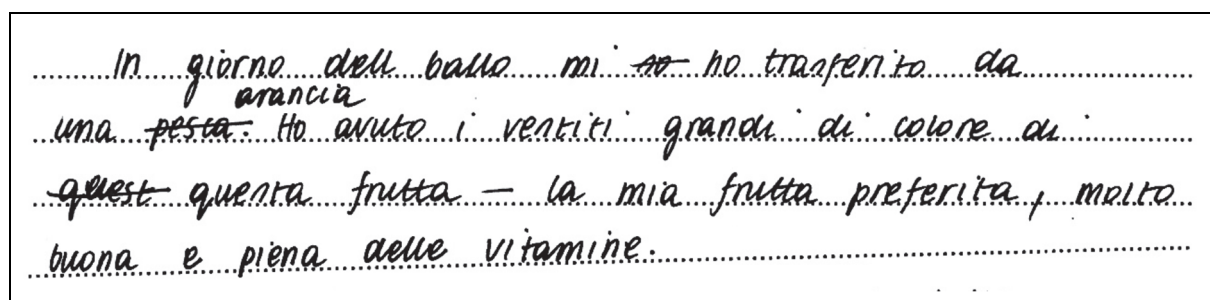 In giorno dell ballo mi ~~so~~ ho trasferito da
arancia
una ~~pesca.~~ Ho avuto i vestiti grandi di colore di
~~quest~~ questa frutta – la mia frutta preferita, molto
buona e piena delle vitamine.